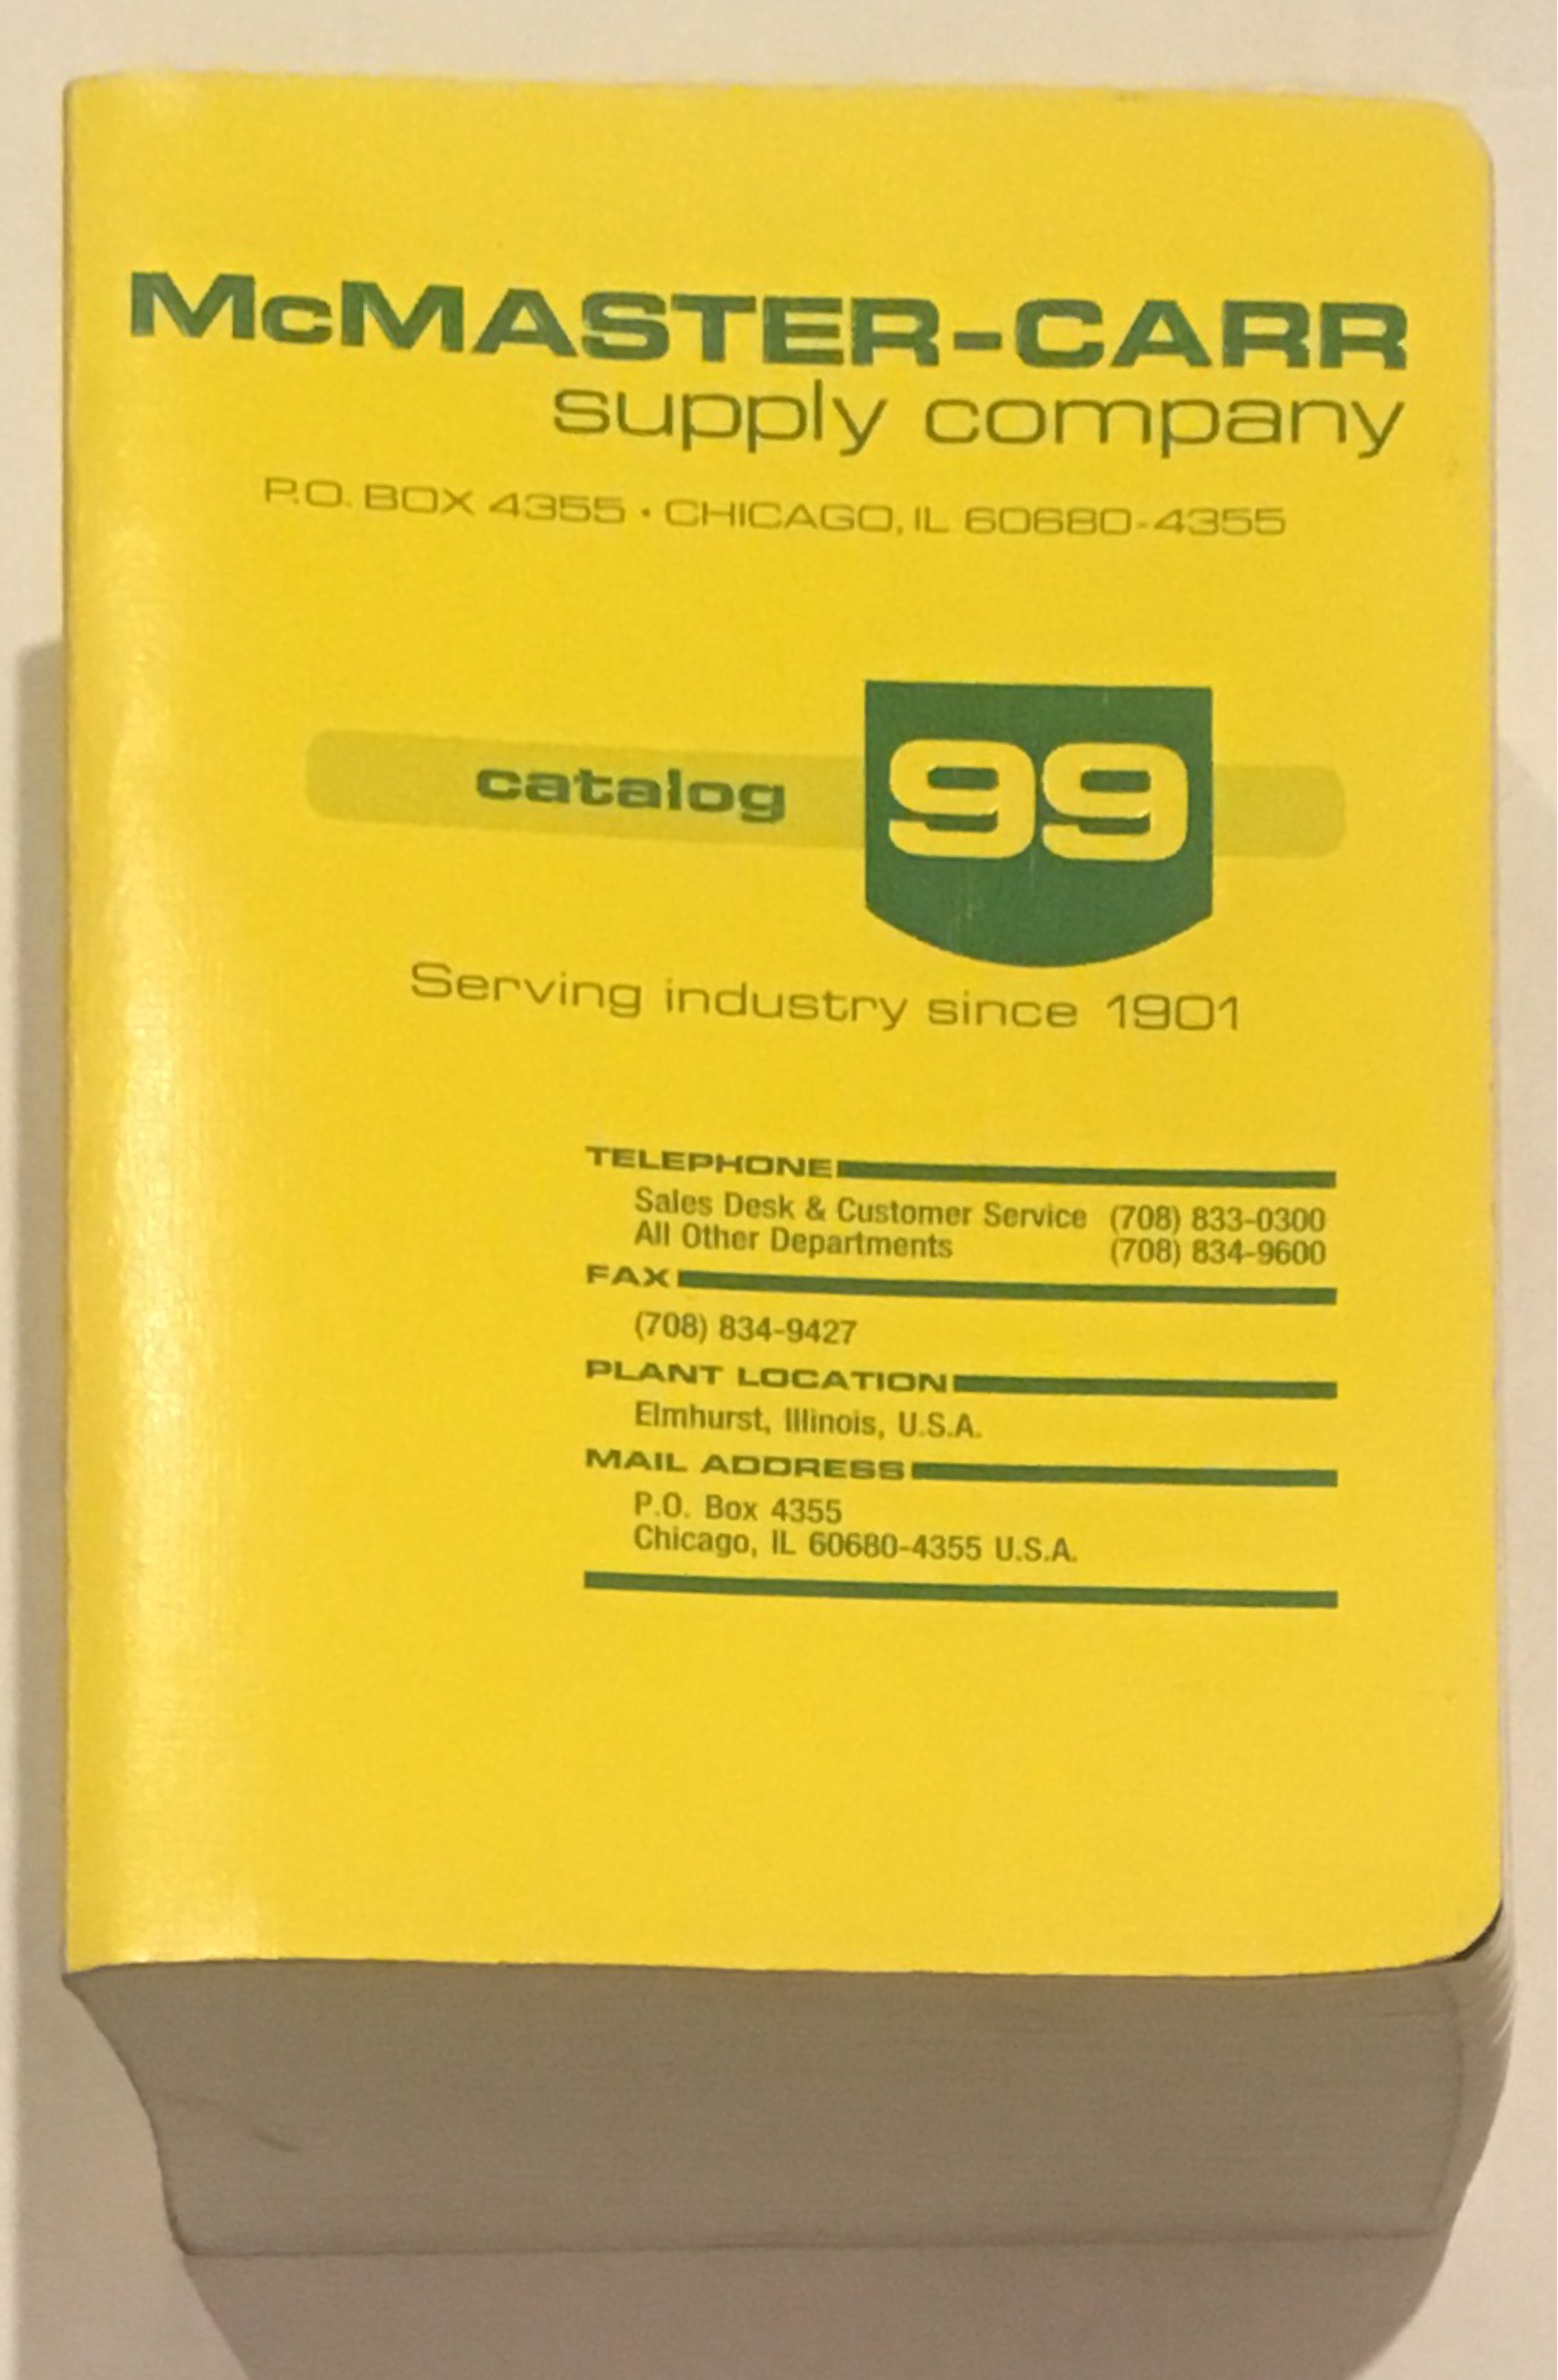 McMASTER-CARR
supply company
P.O. BOX 4355 • CHICAGO, IL 60680-4355
catalog 99
Serving industry since 1901
TELEPHONE
Sales Desk & Customer Service (708) 833-0300
All Other Departments (708) 834-9600
FAX
(708) 834-9427
PLANT LOCATION
Elmhurst, Illinois, U.S.A.
MAIL ADDRESS
P.O. Box 4355
Chicago, IL 60680-4355 U.S.A.